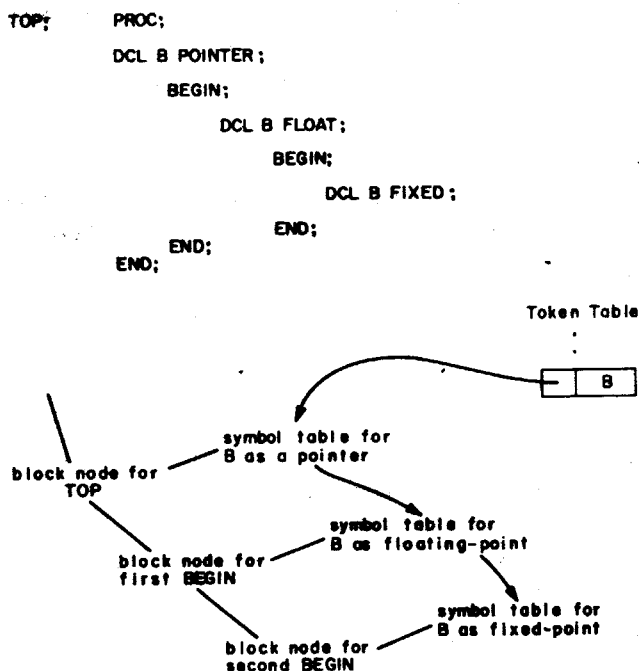 TOP: PROC;
DCL B POINTER;
BEGIN;
DCL B FLOAT;
BEGIN;
DCL B FIXED;
END;
END;
END;
Token Table
B
symbol table for
B as a pointer
block node for
TOP
symbol table for
B as floating-point
block node for
first BEGIN
symbol table for
B as fixed-point
block node for
second BEGIN